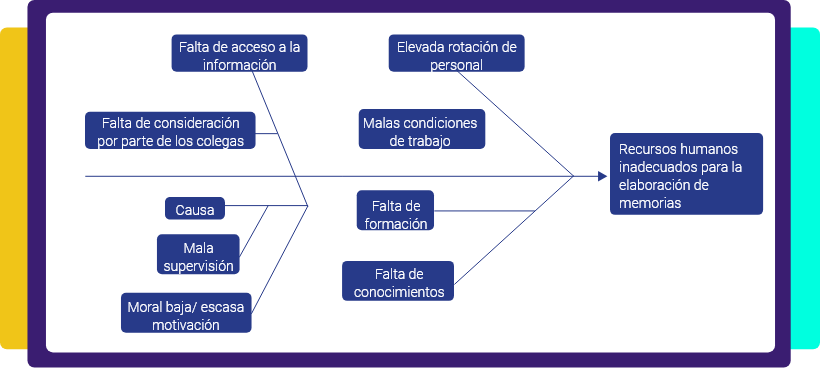 Falta de acceso a la
información
Elevada rotación de
personal
Falta de consideración
por parte de los colegas
Malas condiciones
de trabajo
Recursos humanos
inadecuados para la
elaboración de
memorias
Causa
Falta de
formación
Mala
supervisión
Falta de
conocimientos
Moral baja/ escasa
motivación